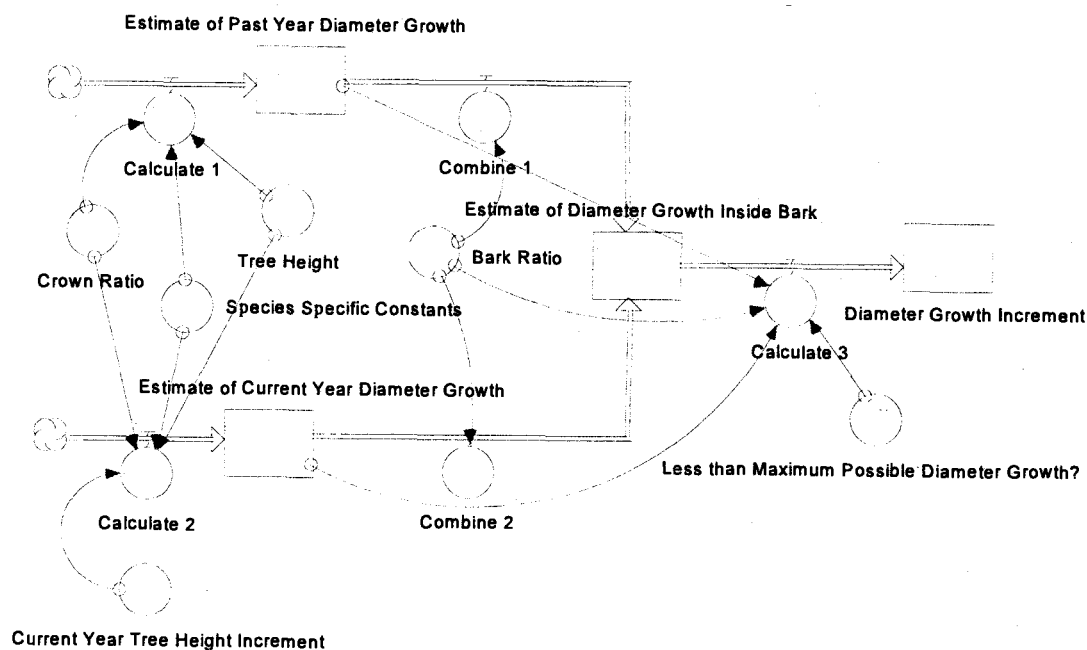 Estimate of Past Year Diameter Growth
Calculate 1
Combine 1
Estimate of Diameter Growth Inside Bark
Tree Height
Bark Ratio
Crown Ratio
Species Specific Constants
Diameter Growth Increment
Calculate 3
Estimate of Current Year Diameter Growth
Less than Maximum Possible Diameter Growth?
Calculate 2
Combine 2
Current Year Tree Height Increment